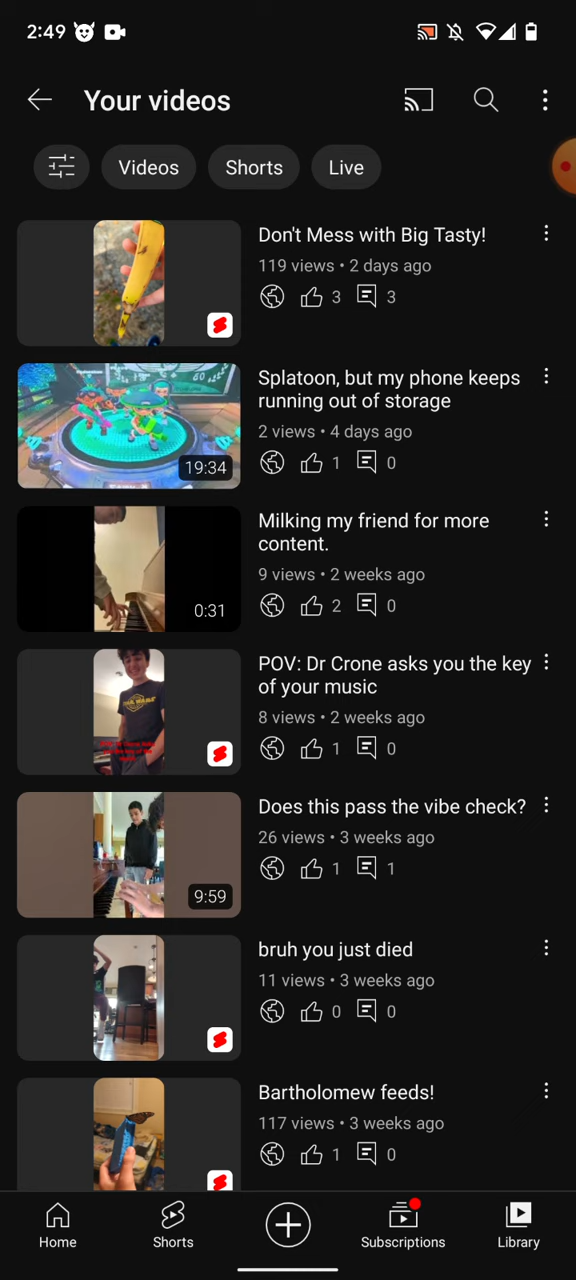 2:49
Your videos
Videos
Shorts
Live
Don't Mess with Big Tasty!
119 views • 2 days ago
3
3
Splatoon, but my phone keeps
running out of storage
19:34
2 views • 4 days ago
1
0
Milking my friend for more
content.
0:31
9 views • 2 weeks ago
2
0
POV: Dr Crone asks you the key
of your music
8 views • 2 weeks ago
1
0
Does this pass the vibe check?
26 views • 3 weeks ago
9:59
1
1
bruh you just died
11 views • 3 weeks ago
0
0
Bartholomew feeds!
117 views • 3 weeks ago
1
0
Home
Shorts
Subscriptions
Library